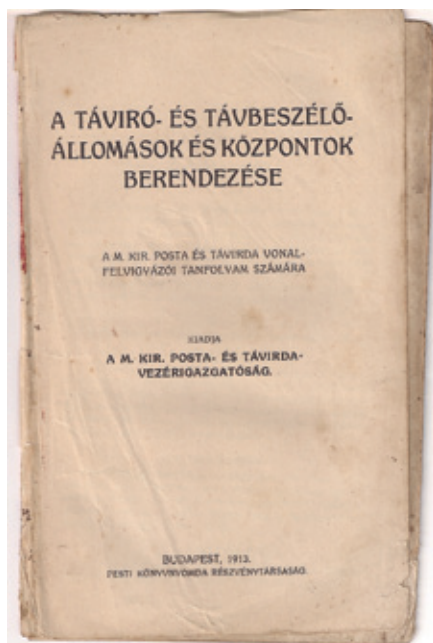 A TÁVIRÓ- ÉS TÁVBESZÉLŐ-
ÁLLOMÁSOK ÉS KÖZPONTOK
BERENDEZÉSE
A M. KIR. POSTA ÉS TÁVIRDA VONAL-
FELVIGYÁZÓI TANFOLYAM SZÁMÁRA
KIADJA
A M. KIR. POSTA- ÉS TÁVIRDA-
VEZÉRIGAZGATÓSÁG.
BUDAPEST, 1913.
PESTI KÖNYVNYOMDA RÉSZVÉNYTÁRSASÁG.